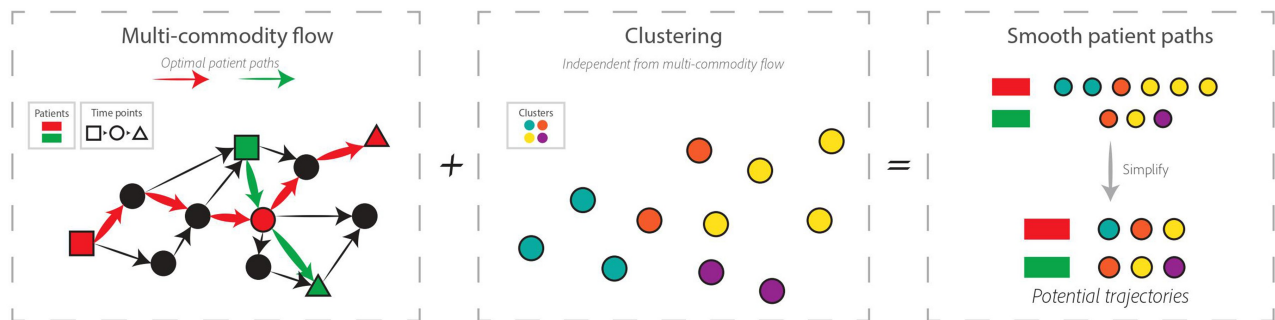 Multi-commodity flow
Optimal patient paths
Patients
Time points
+
Clustering
Independent from multi-commodity flow
Clusters
=
Smooth patient paths
Simplify
Potential trajectories